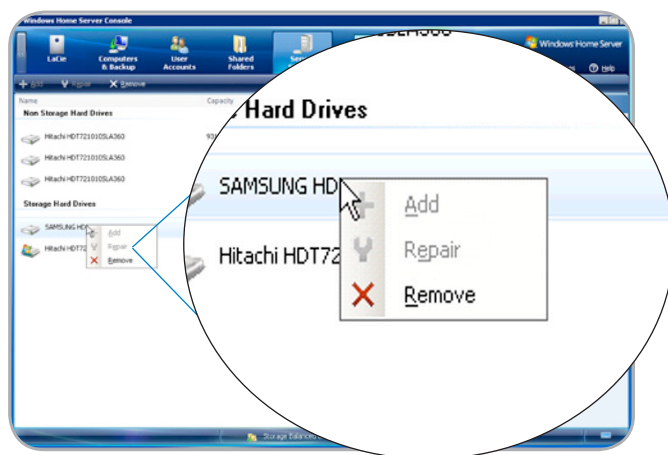 Windows Home Server Console
LaCie
Computers & Backup
User Accounts
Shared Folders
Windows Home Server
Help
Add Repair Remove
Name Capacity
Non Storage Hard Drives
Hitachi HDT721010SLA360
Hitachi HDT721010SLA360
Hitachi HDT721010SLA360
Storage Hard Drives
SAMSUNG HD
Add
Hitachi HDT72
Repair
Remove
Hard Drives
SAMSUNG HD
Add
Hitachi HDT72
Repair
Remove
Storage Balanced